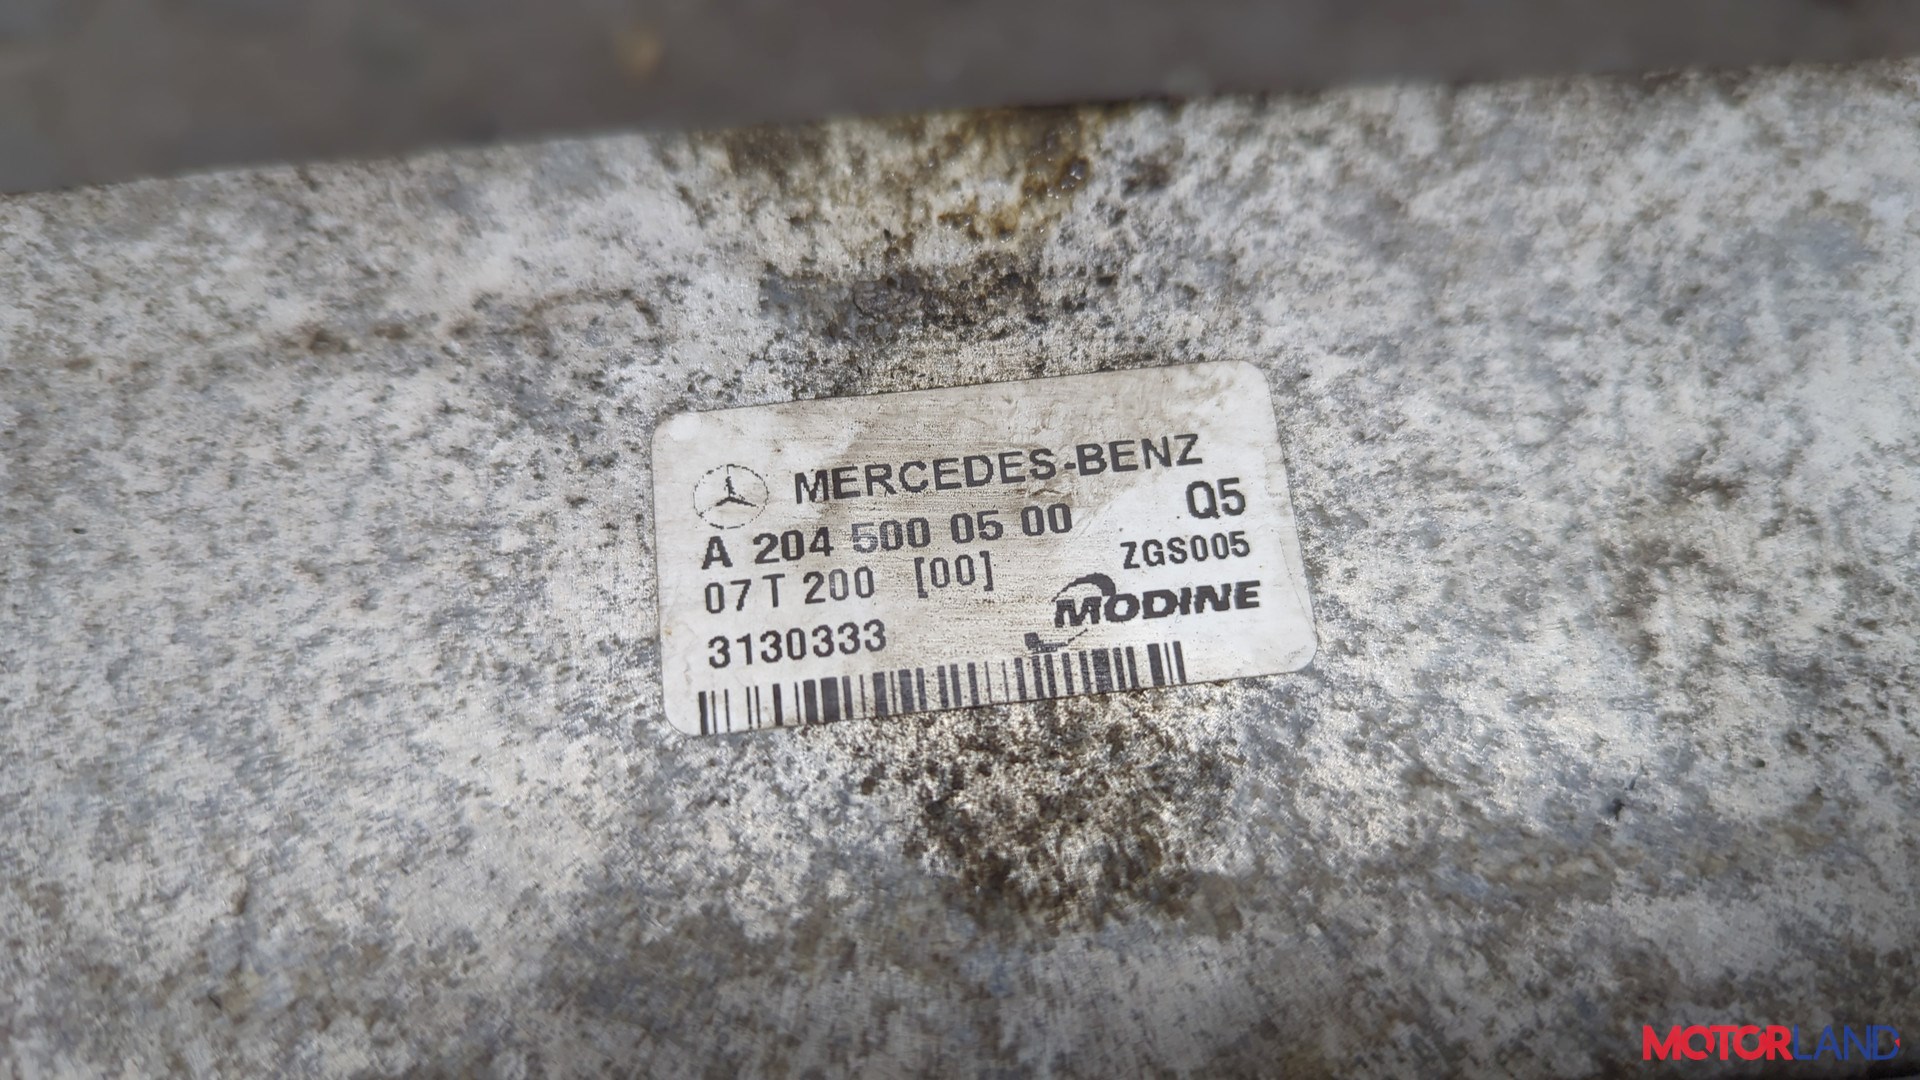 MERCEDES-BENZ
A 204 500 05 00 Q5
07 T 200 [00] ZGS005
3130333 MODINE
MOTORLAND